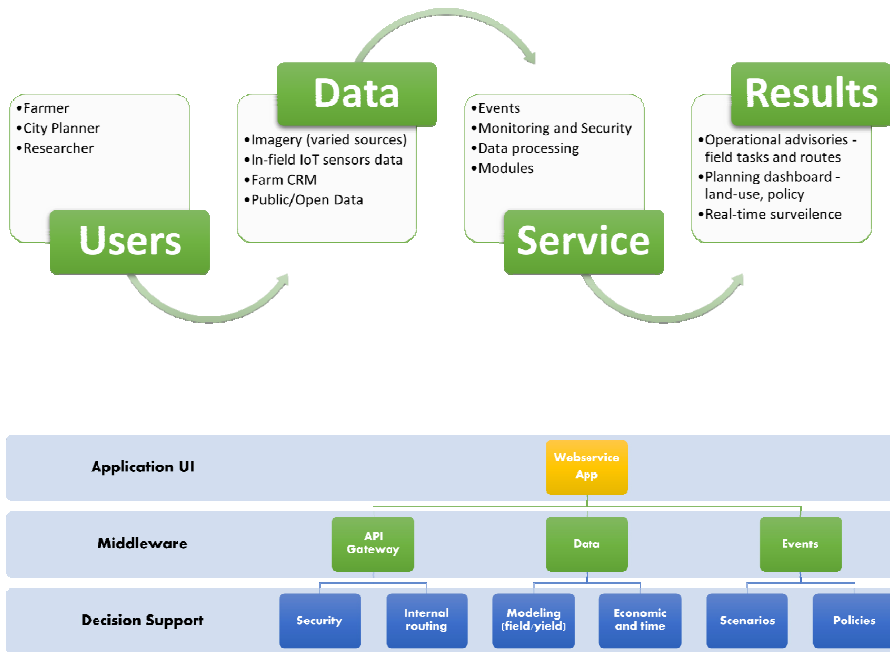 •Farmer
•City Planner
•Researcher
Users
Data
•Imagery (varied sources)
•In-field IoT sensors data
•Farm CRM
•Public/Open Data
•Events
•Monitoring and Security
•Data processing
•Modules
Service
Results
•Operational advisories -
field tasks and routes
•Planning dashboard -
land-use, policy
•Real-time surveilence
Application UI
Webservice
App
Middleware
API
Gateway
Data
Events
Decision Support
Security
Internal
routing
Modeling
(field/yield)
Economic
and time
Scenarios
Policies